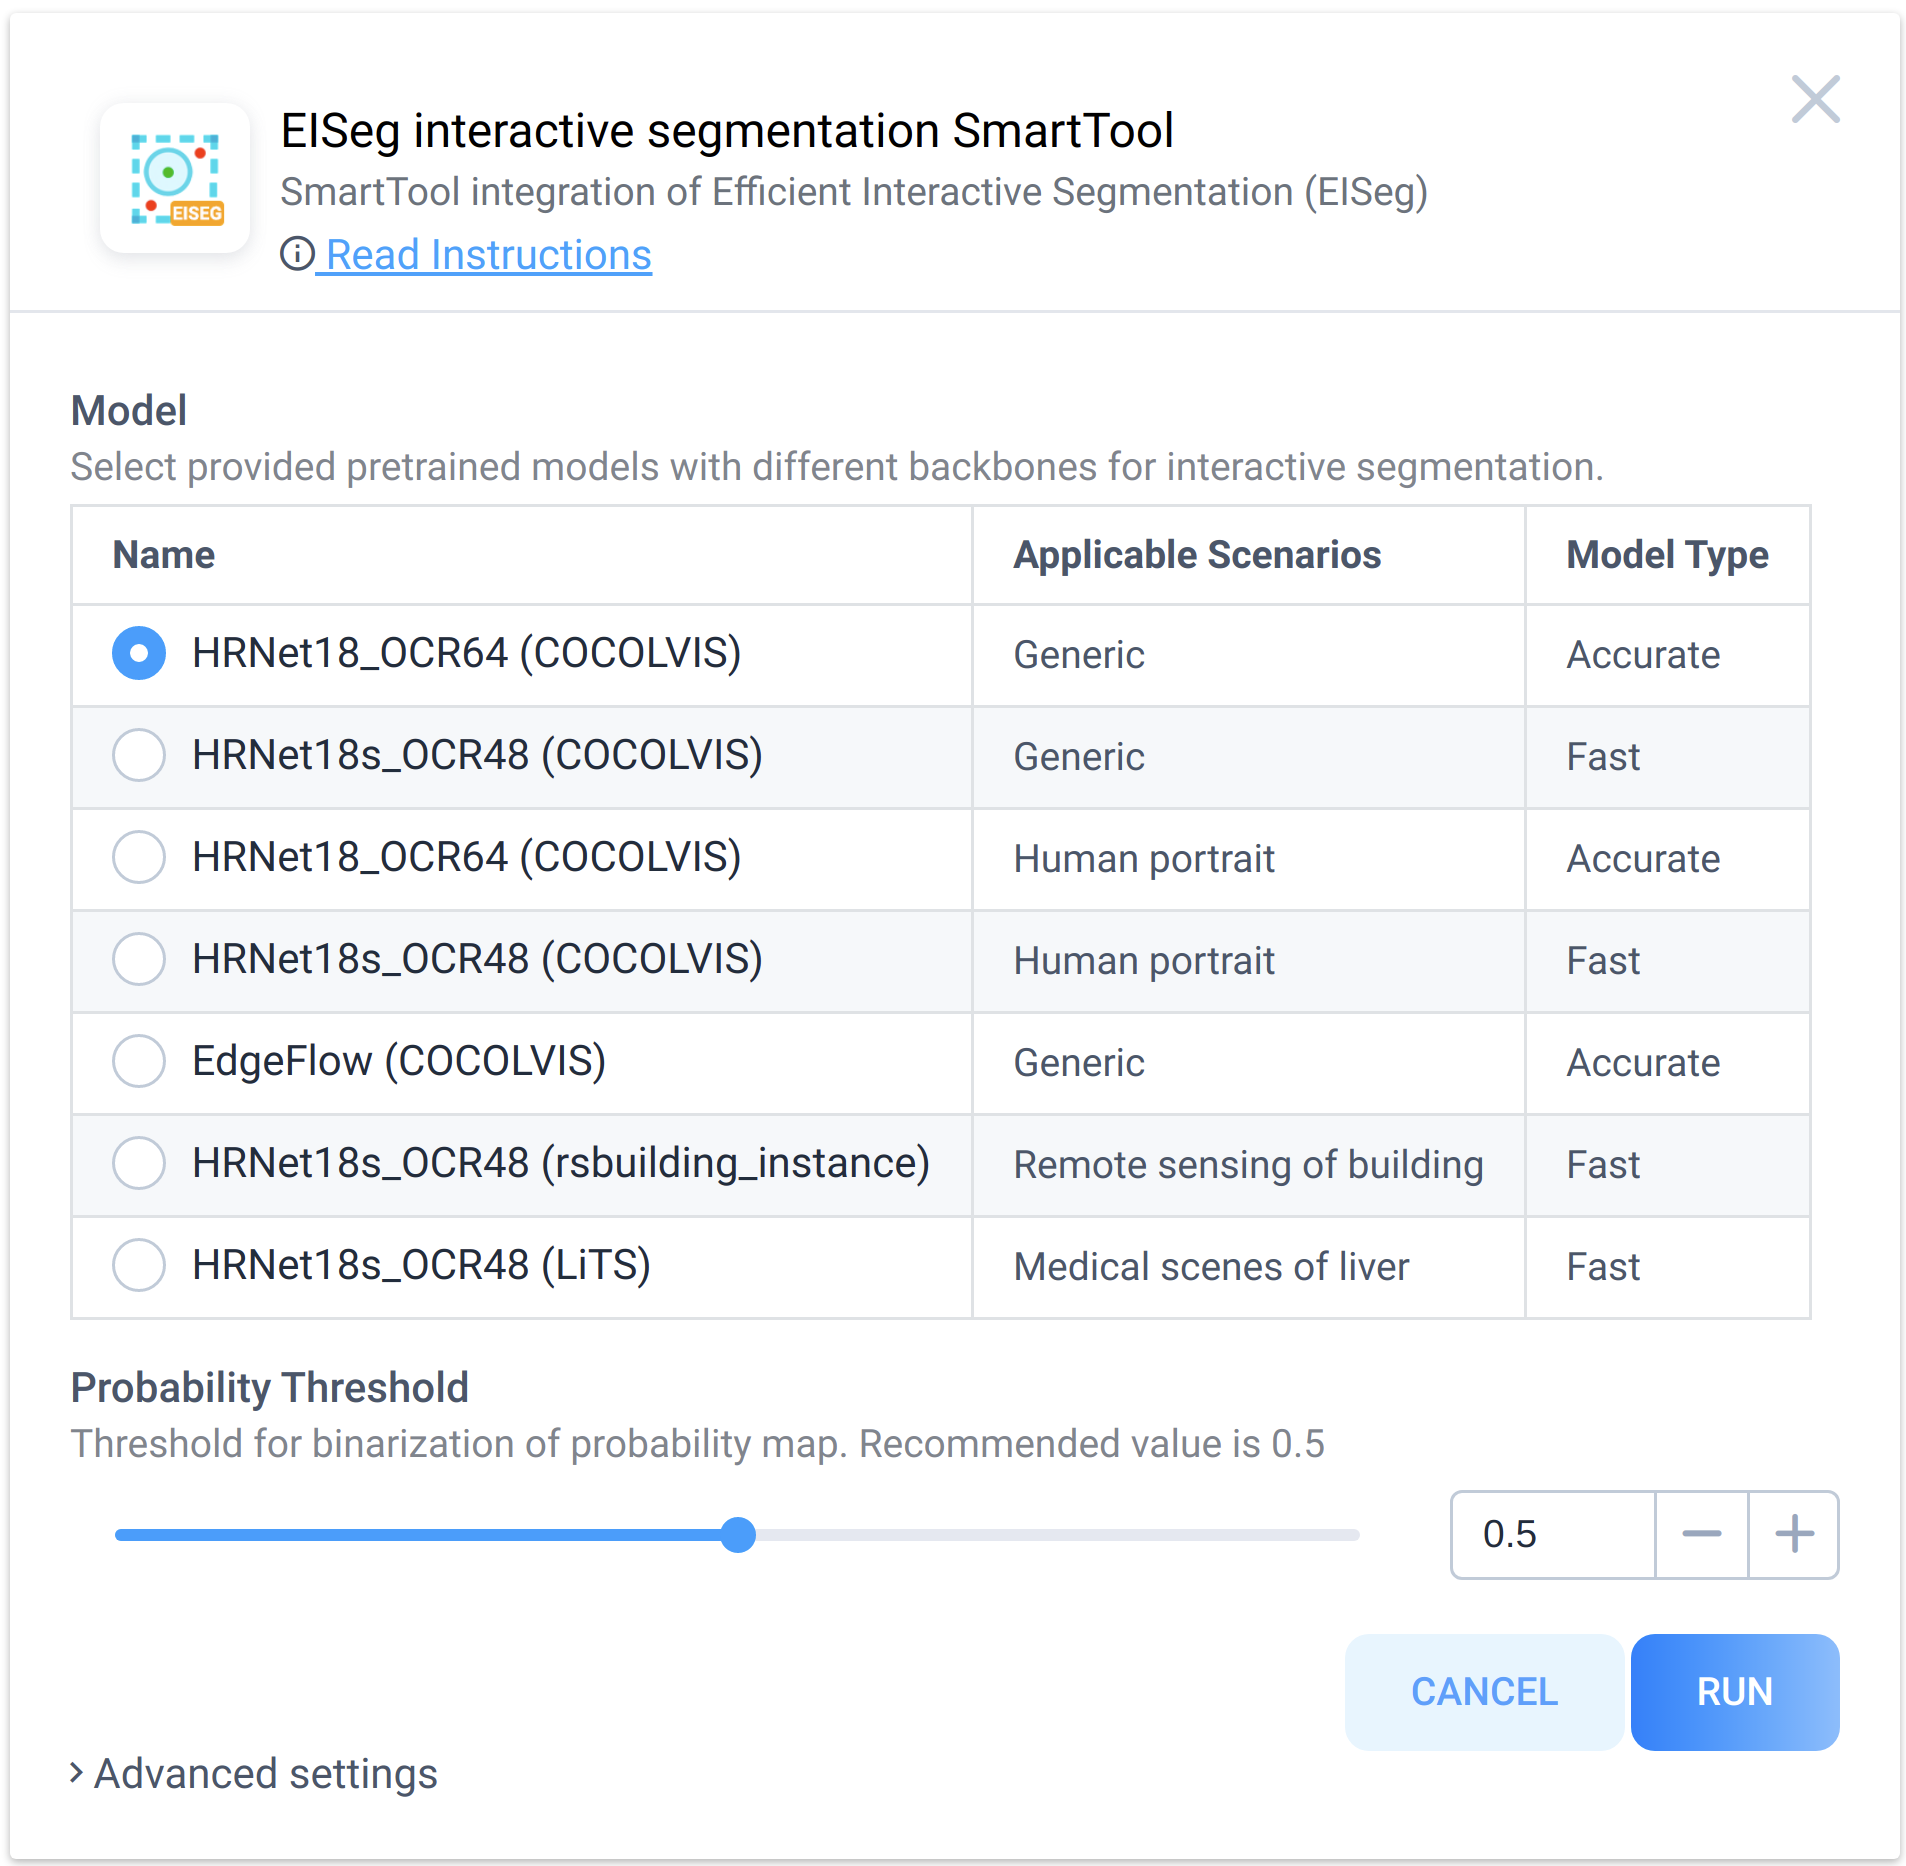 EISeg interactive segmentation SmartTool
SmartTool integration of Efficient Interactive Segmentation (EISeg)
EISEG
Read Instructions
Model
Select provided pretrained models with different backbones for interactive segmentation.
Name Applicable Scenarios Model Type
HRNet18_OCR64 (COCOLVIS) Generic Accurate
HRNet18s_OCR48 (COCOLVIS) Generic Fast
HRNet18_OCR64 (COCOLVIS) Human portrait Accurate
HRNet18s_OCR48 (COCOLVIS) Human portrait Fast
EdgeFlow (COCOLVIS) Generic Accurate
HRNet18s_OCR48 (rsbuilding_instance) Remote sensing of building Fast
HRNet18s_OCR48 (LiTS) Medical scenes of liver Fast
Probability Threshold
Threshold for binarization of probability map. Recommended value is 0.5
0.5
CANCEL RUN
Advanced settings